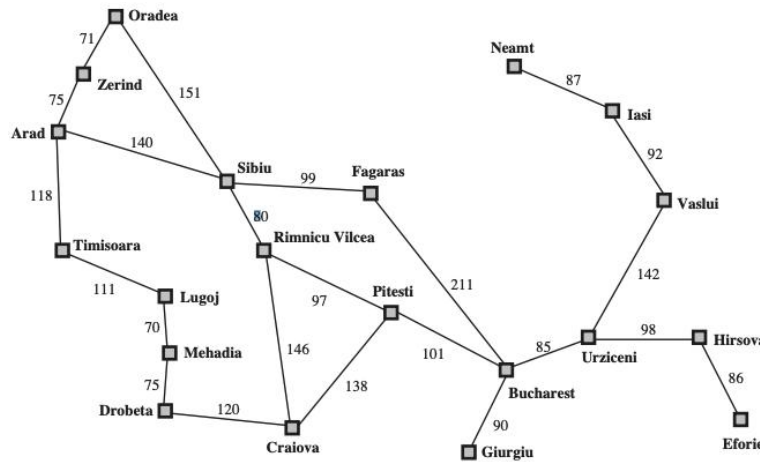 Oradea
71
Neamt
Zerind
87
151
75
Iasi
Arad
140
92
Sibiu
Fagaras
99
118
Vaslui
80
Timisoara
Rimnicu Vilcea
142
111
211
Lugoj
97
Pitesti
70
98
Hirsova
146
85
Mehadia
101
Urziceni
86
138
75
Bucharest
120
Drobeta
90
Craiova
Eforie
Giurgiu